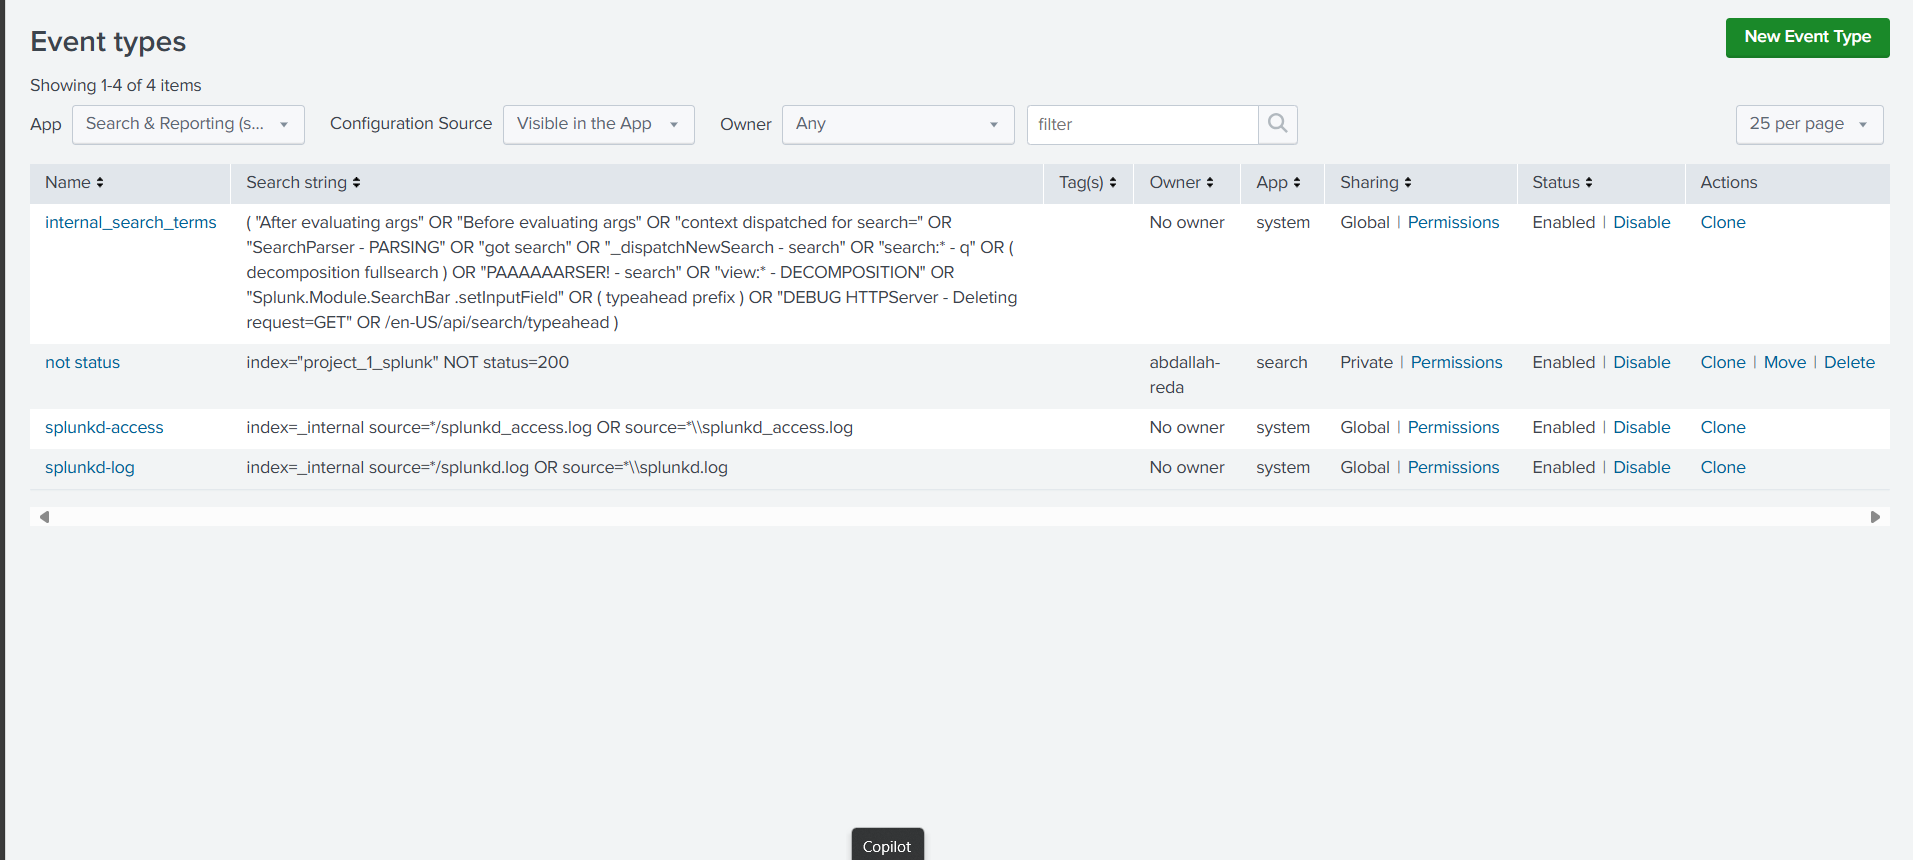 Event types
New Event Type
Showing 1-4 of 4 items
App Search & Reporting (s... Configuration Source Visible in the App Owner Any filter 25 per page
Name Search string Tag(s) Owner App Sharing Status Actions
internal_search_terms ( "After evaluating args" OR "Before evaluating args" OR "context dispatched for search=" OR No owner system Global | Permissions Enabled | Disable Clone
"SearchParser - PARSING" OR "got search" OR "_dispatchNewSearch - search" OR "search:* - q" OR (
decomposition fullsearch ) OR "PAAAAAARSER! - search" OR "view:* - DECOMPOSITION" OR
"Splunk.Module.SearchBar .setInputField" OR ( typeahead prefix ) OR "DEBUG HTTPServer - Deleting
request=GET" OR /en-US/api/search/typeahead )
not status index="project_1_splunk" NOT status=200 abdallah- search Private | Permissions Enabled | Disable Clone | Move | Delete
reda
splunkd-access index=_internal source=*/splunkd_access.log OR source=*\\splunkd_access.log No owner system Global | Permissions Enabled | Disable Clone
splunkd-log index=_internal source=*/splunkd.log OR source=*\\splunkd.log No owner system Global | Permissions Enabled | Disable Clone
Copilot